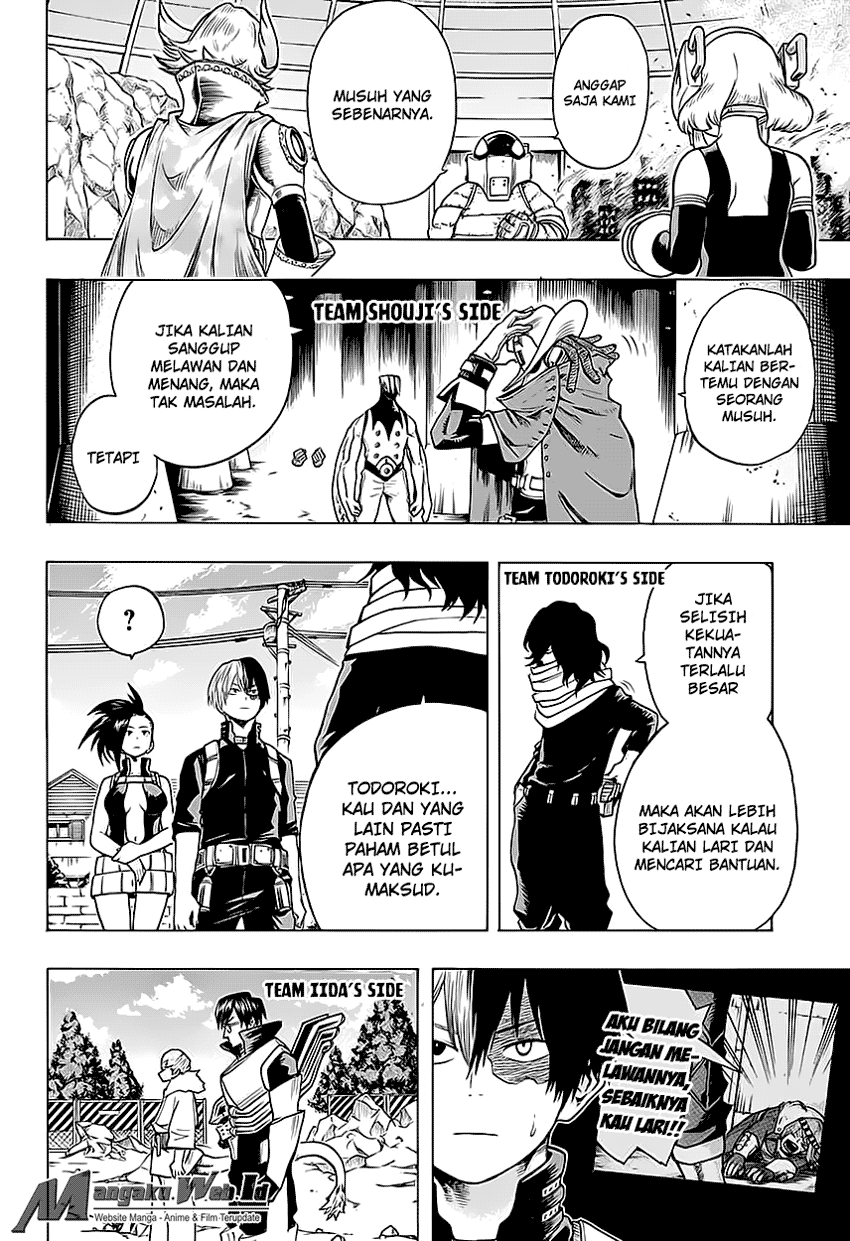 ANGGAP
SAJA KAMI
MUSUH YANG
SEBENARNYA.
TEAM SHOUJI'S SIDE
KATAKANLAH
KALIAN BER-
TEMU DENGAN
SEORANG
MUSUH.
JIKA KALIAN
SANGGUP
MELAWAN DAN
MENANG, MAKA
TAK MASALAH.
TETAPI
TEAM TODOROKI'S SIDE
JIKA
SELISIH
KEKUA-
TANNYA
TERLALU
BESAR
MAKA AKAN LEBIH
BIJAKSANA KALAU
KALIAN LARI DAN
MENCARI BANTUAN.
?
TODOROKI...
KAU DAN YANG
LAIN PASTI
PAHAM BETUL
APA YANG KU-
MAKSUD.
AKU BILANG
JANGAN ME-
LAWANNYA,
SEBAIKNYA
KAU LARI!!
TEAM IIDA'S SIDE
Mangaku.Web.Id
Website Manga - Anime & Film Terupdate